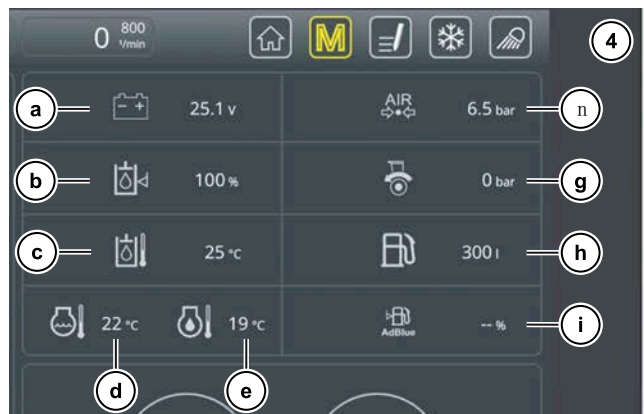 0 800 1/min M 4
a - + 25.1 v AIR 6.5 bar n
b 100 % 0 bar g
c 25 °C 300 l h
22 °C 19 °C AdBlue -- % i
d e